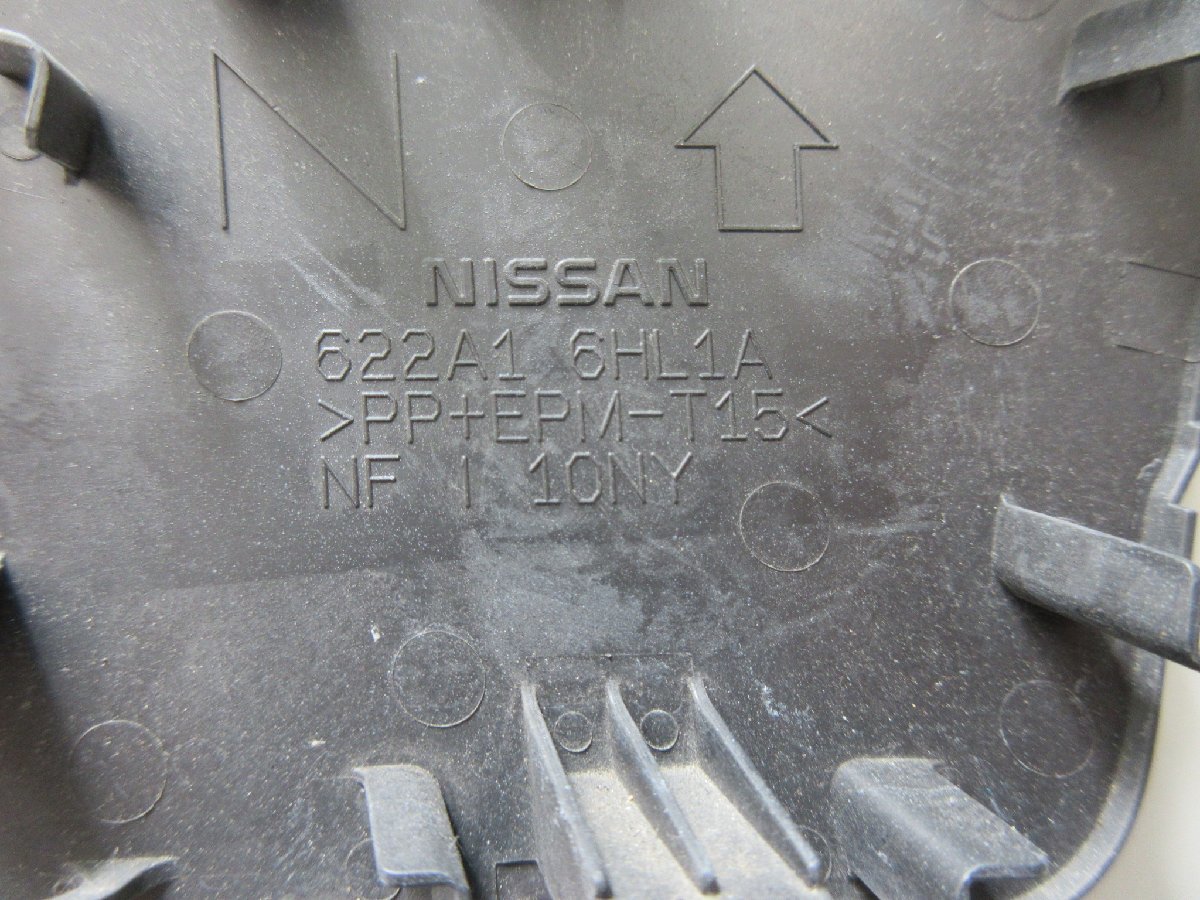 N
NISSAN
622A1 6HL1A
>PP+EPM-T15<
NF I 10NY